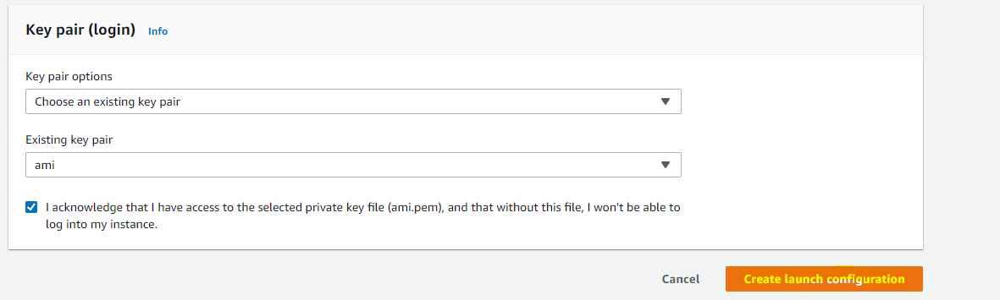 Key pair (login) Info
Key pair options
Choose an existing key pair
Existing key pair
ami
I acknowledge that I have access to the selected private key file (ami.pem), and that without this file, I won't be able to
log into my instance.
Cancel Create launch configuration